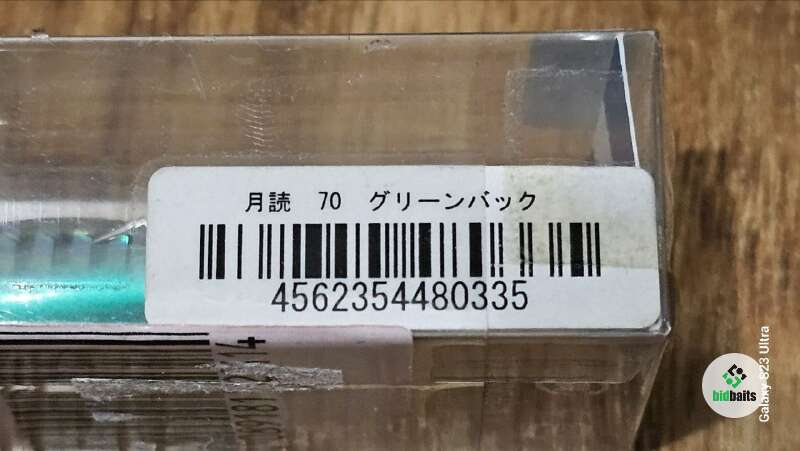 月読　70　グリーンバック
4562354480335
bidbaits
Galaxy S23 Ultra